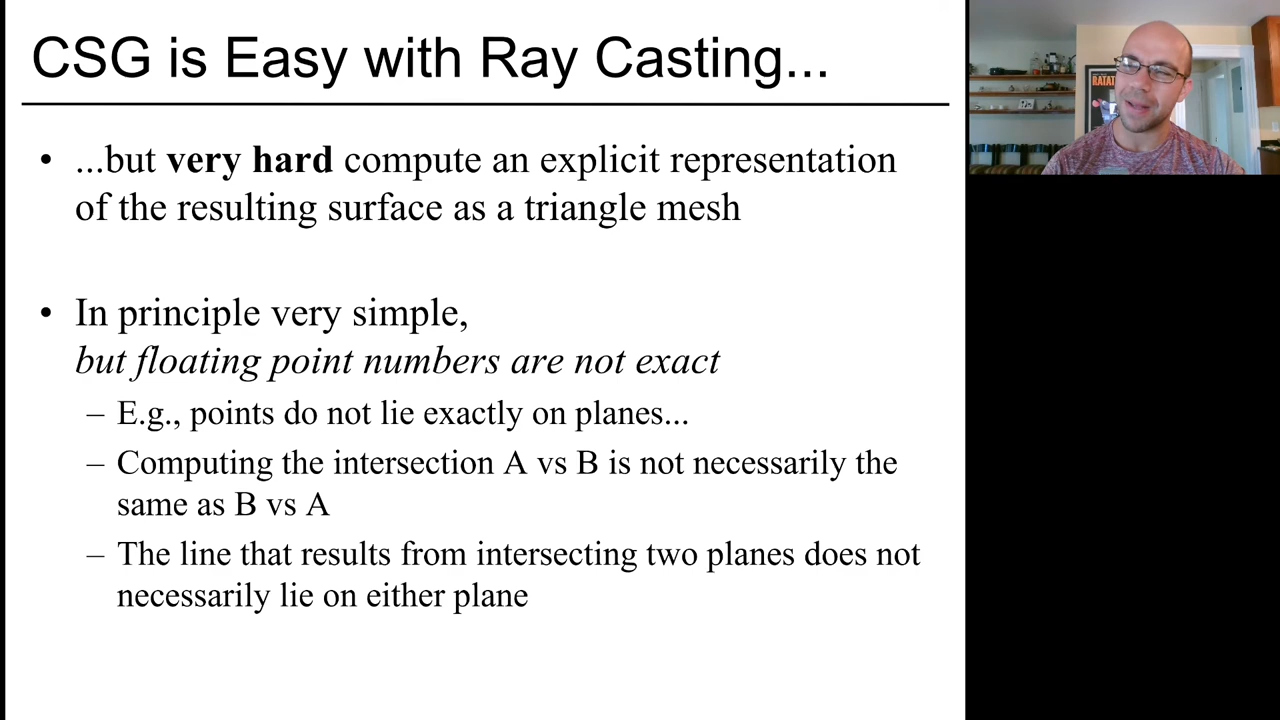 CSG is Easy with Ray Casting...
• ...but very hard compute an explicit representation
of the resulting surface as a triangle mesh
• In principle very simple,
but floating point numbers are not exact
– E.g., points do not lie exactly on planes...
– Computing the intersection A vs B is not necessarily the
same as B vs A
– The line that results from intersecting two planes does not
necessarily lie on either plane
RATAT